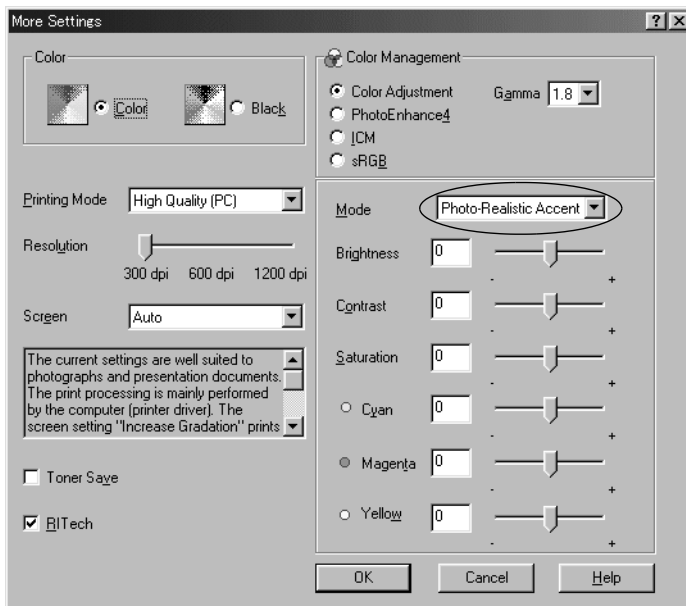 More Settings
Color
Color
Black
Printing Mode
High Quality (PC)
Resolution
300 dpi 600 dpi 1200 dpi
Screen
Auto
The current settings are well suited to
photographs and presentation documents.
The print processing is mainly performed
by the computer (printer driver). The
screen setting "Increase Gradation" prints
Toner Save
RITech
Color Management
Color Adjustment
Gamma 1.8
PhotoEnhance4
ICM
sRGB
Mode
Photo-Realistic Accent
Brightness 0
- +
Contrast 0
- +
Saturation 0
- +
Cyan 0
- +
Magenta 0
- +
Yellow 0
- +
OK
Cancel
Help